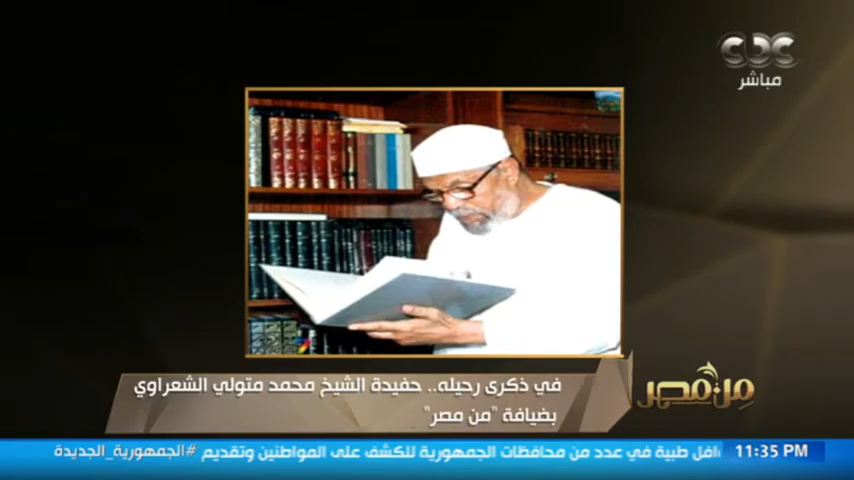 cbc
مباشر
في ذكرى رحيله.. حفيدة الشيخ محمد متولي الشعراوي
بضيافة "من مصر"
من مصر
افل طبية في عدد من محافظات الجمهورية للكشف على المواطنين وتقديم #الجمهورية_الجديدة
11:35 PM